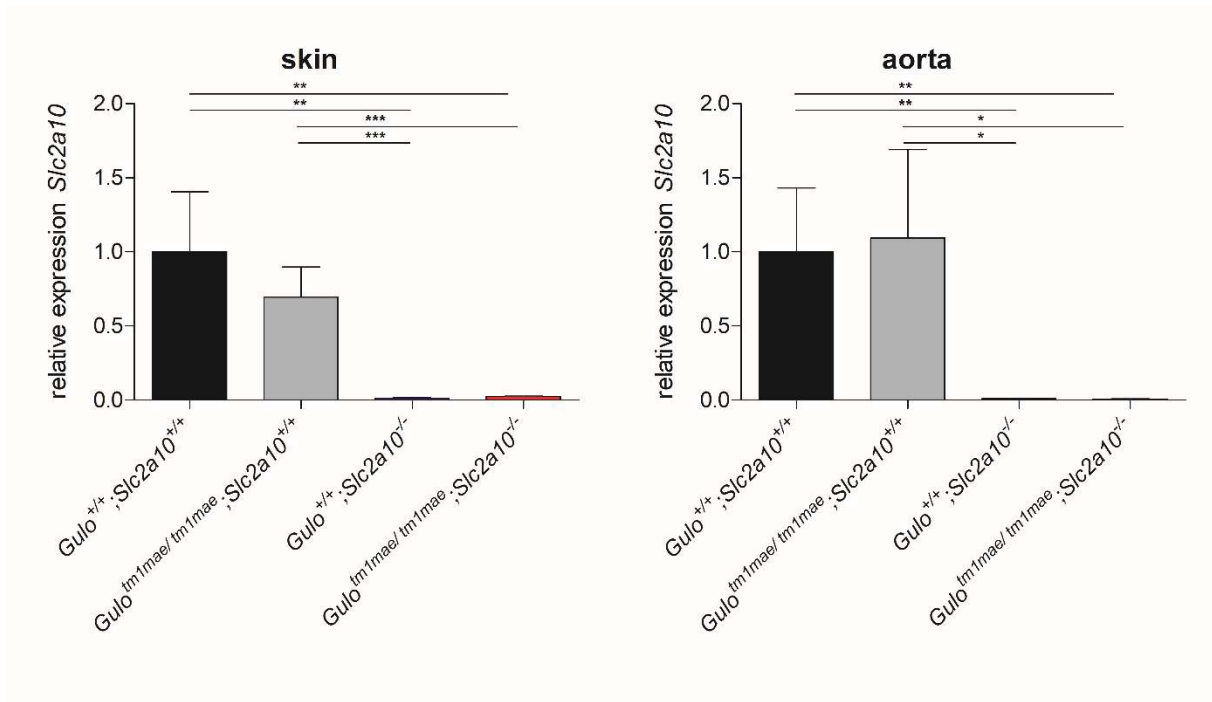 skin
**
**
***
***
relative expression Slc2a10
2.0
1.5
1.0
0.5
0.0
Gulo+/+;Slc2a10+/+
Gulotm1mae/ tm1mae;Slc2a10+/+
Gulo+/+;Slc2a10-/-
Gulotm1mae/ tm1mae;Slc2a10-/-
aorta
**
**
*
*
relative expression Slc2a10
2.0
1.5
1.0
0.5
0.0
Gulo+/+;Slc2a10+/+
Gulotm1mae/ tm1mae;Slc2a10+/+
Gulo+/+;Slc2a10-/-
Gulotm1mae/ tm1mae;Slc2a10-/-